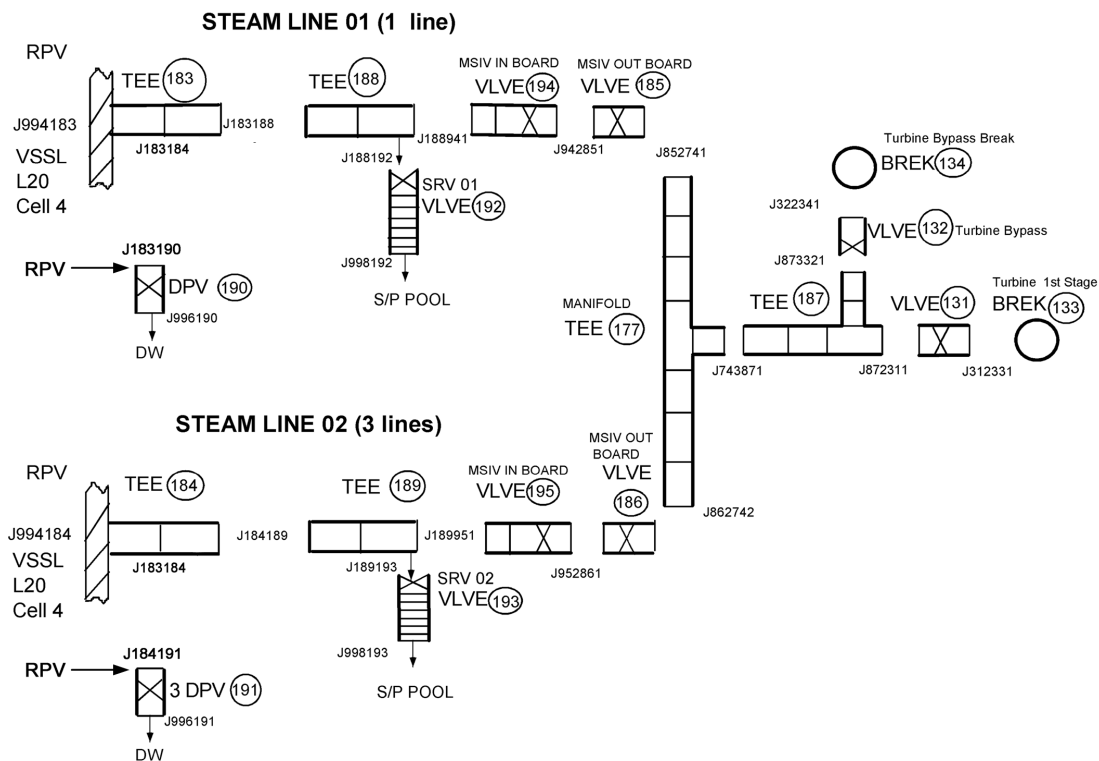 STEAM LINE 01 (1 line)
RPV
TEE 183
TEE 188
MSIV IN BOARD
VLVE 194
MSIV OUT BOARD
VLVE 185
J994183
J183188
J183184
J188941
J942851
J852741
VSSL
L20
Cell 4
J188192
SRV 01
VLVE 192
J998192
S/P POOL
Turbine Bypass Break
BREK 134
J322341
VLVE 132 Turbine Bypass
J873321
J183190
RPV
DPV 190
J996190
DW
MANIFOLD
TEE 177
TEE 187
VLVE 131
Turbine 1st Stage
BREK 133
J743871
J872311
J312331
STEAM LINE 02 (3 lines)
RPV
TEE 184
TEE 189
MSIV IN BOARD
VLVE 195
MSIV OUT
BOARD
VLVE
186
J994184
J184189
J189951
J862742
VSSL
L20
Cell 4
J183184
J189193
J952861
SRV 02
VLVE 193
J998193
S/P POOL
J184191
RPV
3 DPV 191
J996191
DW